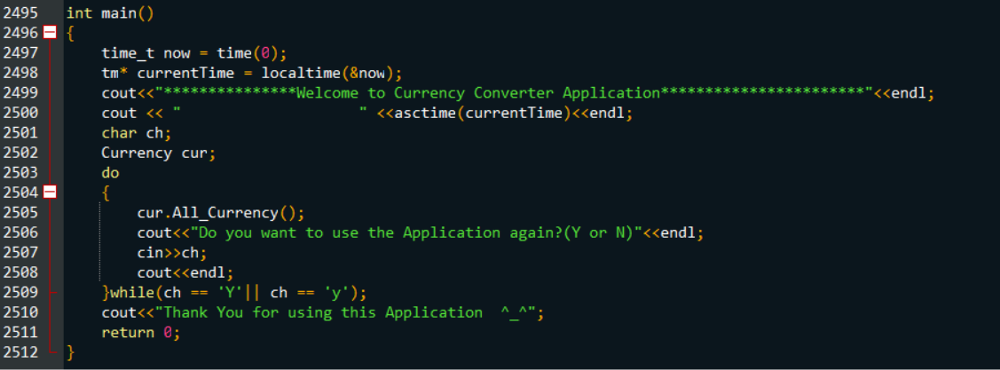 2495 int main()
2496 {
2497 time_t now = time(0);
2498 tm* currentTime = localtime(&now);
2499 cout<<"***************Welcome to Currency Converter Application***********************"<<endl;
2500 cout << "                    " <<asctime(currentTime)<<endl;
2501 char ch;
2502 Currency cur;
2503 do
2504 {
2505 cur.All_Currency();
2506 cout<<"Do you want to use the Application again?(Y or N)"<<endl;
2507 cin>>ch;
2508 cout<<endl;
2509 }while(ch == 'Y'|| ch == 'y');
2510 cout<<"Thank You for using this Application  ^_^";
2511 return 0;
2512 }